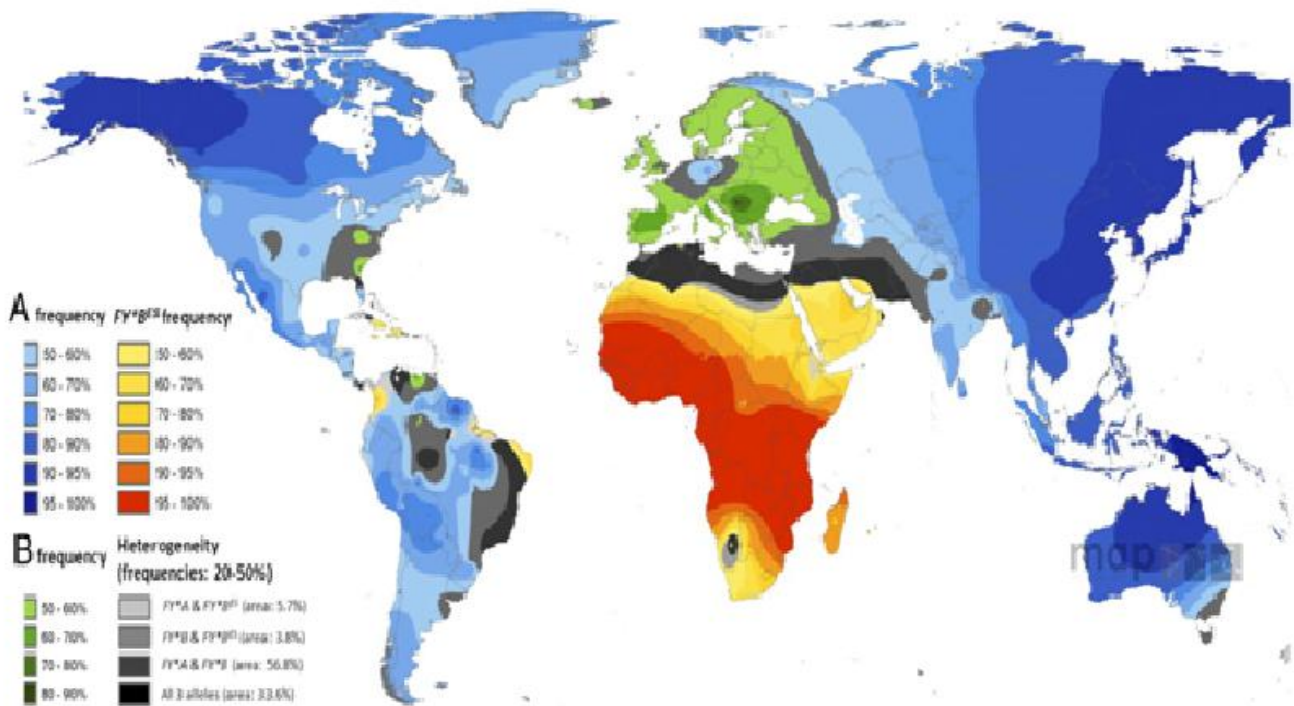 A frequency
50 - 60%
60 - 70%
70 - 80%
80 - 90%
90 - 95%
95 - 100%
FY*B^ES frequency
50 - 60%
60 - 70%
70 - 80%
80 - 90%
90 - 95%
95 - 100%
B frequency
50 - 60%
60 - 70%
70 - 80%
80 - 90%
Heterogeneity
(frequencies: 20-50%)
FY*A & FY*B^ES (area: 5.7%)
FY*B & FY*B^ES (area: 3.8%)
FY*A & FY*B (area: 56.8%)
All 3 alleles (area: 33.6%)
map